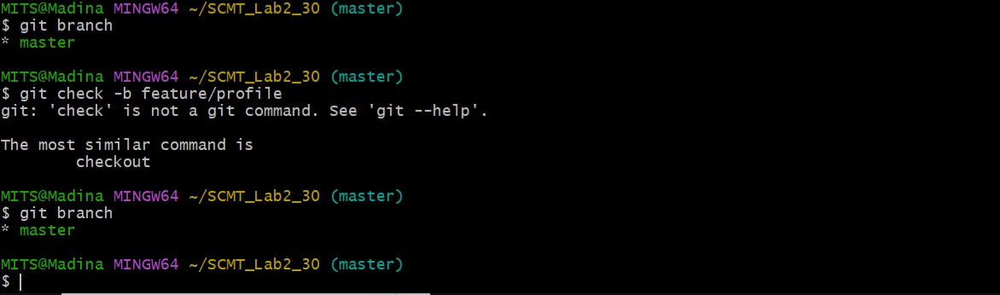 MITS@Madina MINGW64 ~/SCMT_Lab2_30 (master)
$ git branch
* master
MITS@Madina MINGW64 ~/SCMT_Lab2_30 (master)
$ git check -b feature/profile
git: 'check' is not a git command. See 'git --help'.
The most similar command is
        checkout
MITS@Madina MINGW64 ~/SCMT_Lab2_30 (master)
$ git branch
* master
MITS@Madina MINGW64 ~/SCMT_Lab2_30 (master)
$